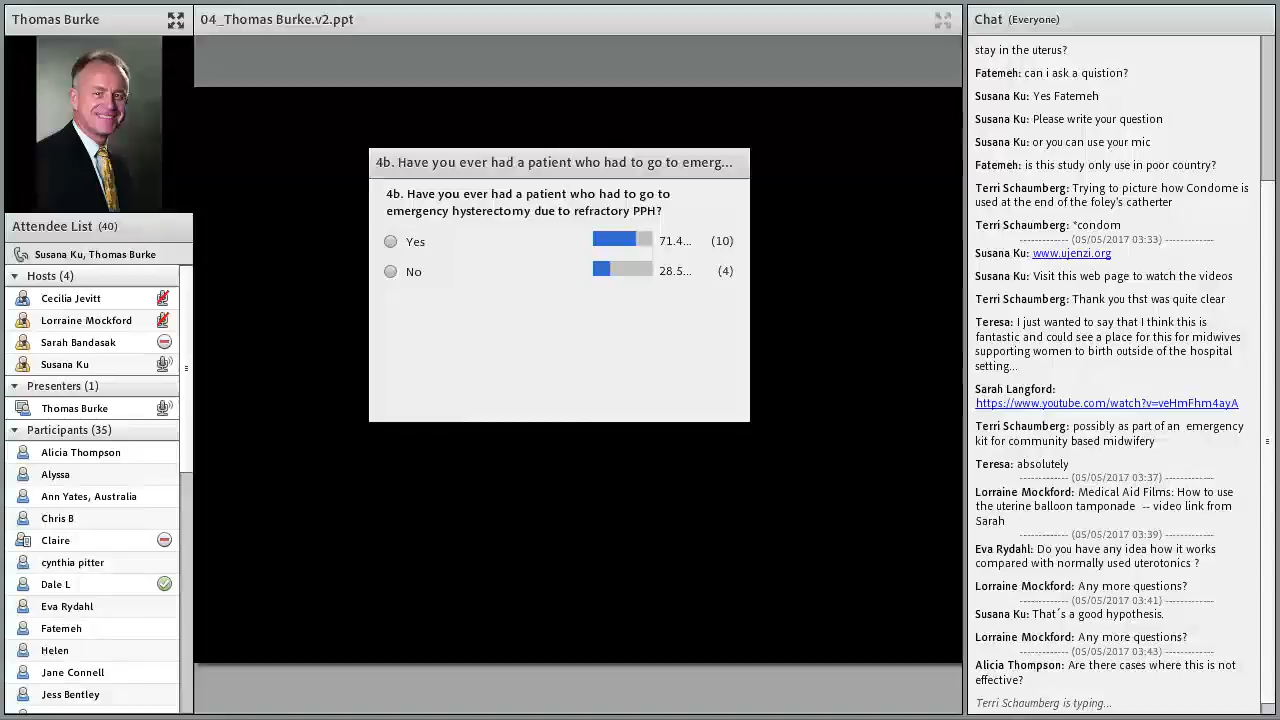 Thomas Burke
Attendee List (40)
Susana Ku, Thomas Burke
Hosts (4)
Cecilia Jevitt
Lorraine Mockford
Sarah Bandasak
Susana Ku
Presenters (1)
Thomas Burke
Participants (35)
Alicia Thompson
Alyssa
Ann Yates, Australia
Chris B
Claire
cynthia pitter
Dale L
Eva Rydahl
Fatemeh
Helen
Jane Connell
Jess Bentley
04_Thomas Burke.v2.ppt
4b. Have you ever had a patient who had to go to emerg...
4b. Have you ever had a patient who had to go to
emergency hysterectomy due to refractory PPH?
Yes 71.4... (10)
No 28.5... (4)
Chat (Everyone)
stay in the uterus?
Fatemeh: can i ask a quistion?
Susana Ku: Yes Fatemeh
Susana Ku: Please write your question
Susana Ku: or you can use your mic
Fatemeh: is this study only use in poor country?
Terri Schaumberg: Trying to picture how Condome is
used at the end of the foley's catherter
Terri Schaumberg: *condom
------------- (05/05/2017 03:33) -------------
Susana Ku: www.ujenzi.org
Susana Ku: Visit this web page to watch the videos
Terri Schaumberg: Thank you thst was quite clear
Teresa: I just wanted to say that I think this is
fantastic and could see a place for this for midwives
supporting women to birth outside of the hospital
setting...
Sarah Langford:
https://www.youtube.com/watch?v=veHmFhm4ayA
Terri Schaumberg: possibly as part of an emergency
kit for community based midwifery
Teresa: absolutely
------------- (05/05/2017 03:37) -------------
Lorraine Mockford: Medical Aid Films: How to use
the uterine balloon tamponade -- video link from
Sarah
------------- (05/05/2017 03:39) -------------
Eva Rydahl: Do you have any idea how it works
compared with normally used uterotonics ?
Lorraine Mockford: Any more questions?
------------- (05/05/2017 03:41) -------------
Susana Ku: That´s a good hypothesis.
Lorraine Mockford: Any more questions?
------------- (05/05/2017 03:43) -------------
Alicia Thompson: Are there cases where this is not
effective?
Terri Schaumberg is typing...